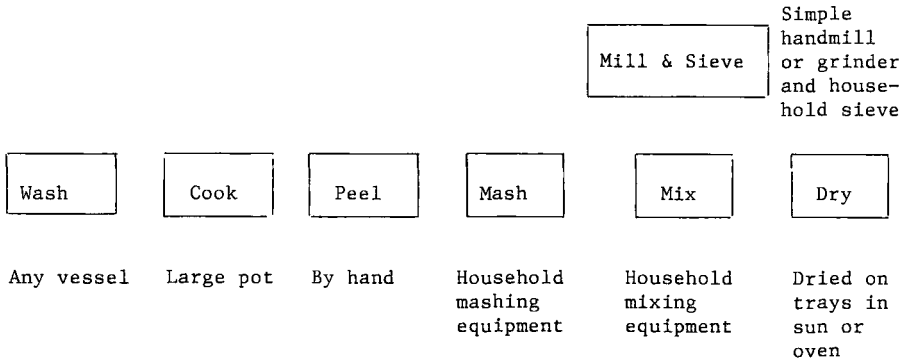 Simple
handmill
or grinder
and house-
hold sieve
Mill & Sieve
Wash
Cook
Peel
Mash
Mix
Dry
Any vessel
Large pot
By hand
Household
mashing
equipment
Household
mixing
equipment
Dried on
trays in
sun or
oven